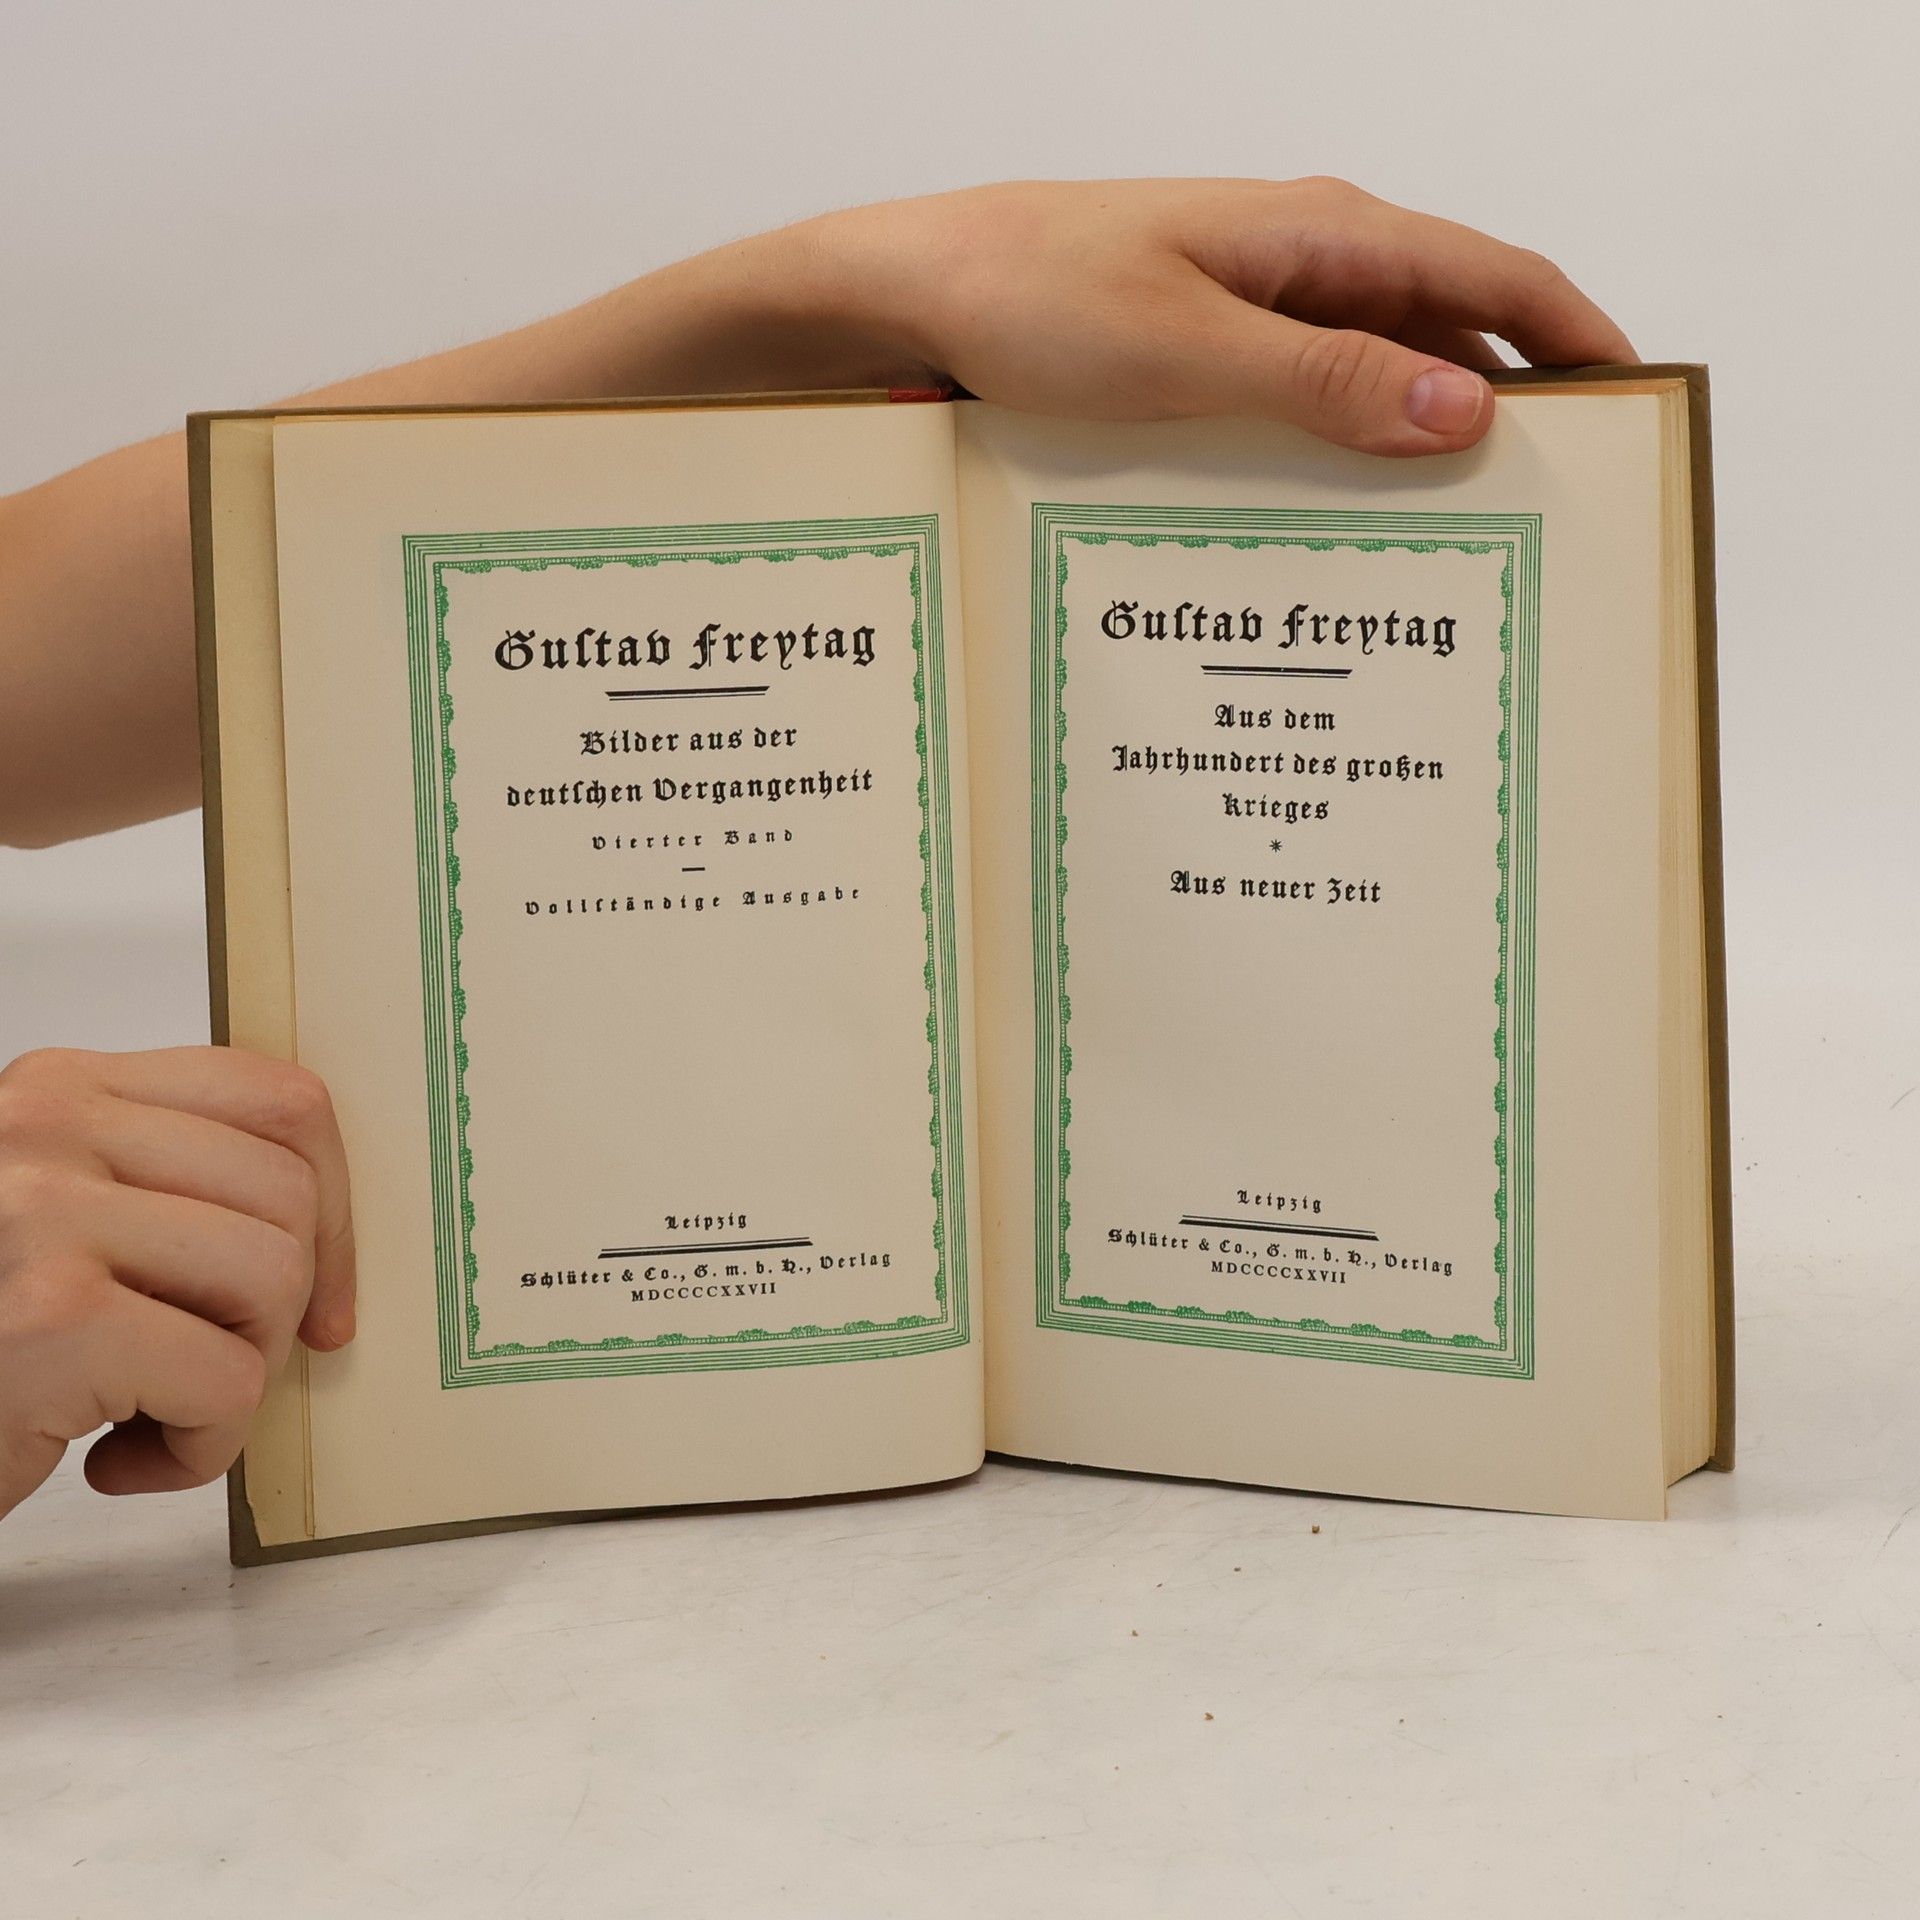 Guſtav Freytag
Bilder aus der
deutſchen Vergangenheit
Vierter Band
Vollſtändige Ausgabe
Leipzig
Schlüter & Co., G. m. b. H., Verlag
MDCCCCXXVII
Guſtav Freytag
Aus dem
Jahrhundert des großen
Krieges
*
Aus neuer Zeit
Leipzig
Schlüter & Co., G. m. b. H., Verlag
MDCCCCXXVII